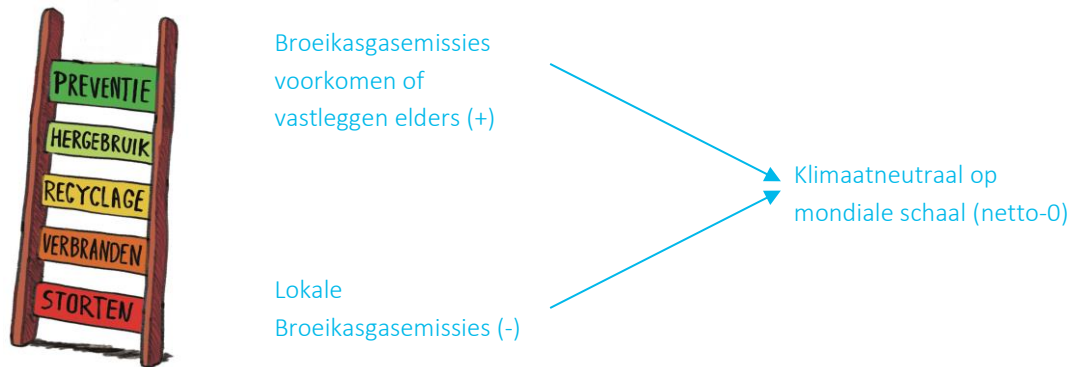 PREVENTIE
HERGEBRUIK
RECYCLAGE
VERBRANDEN
STORTEN
Broeikasgasemissies
voorkomen of
vastleggen elders (+)
Lokale
Broeikasgasemissies (-)
Klimaatneutraal op
mondiale schaal (netto-0)